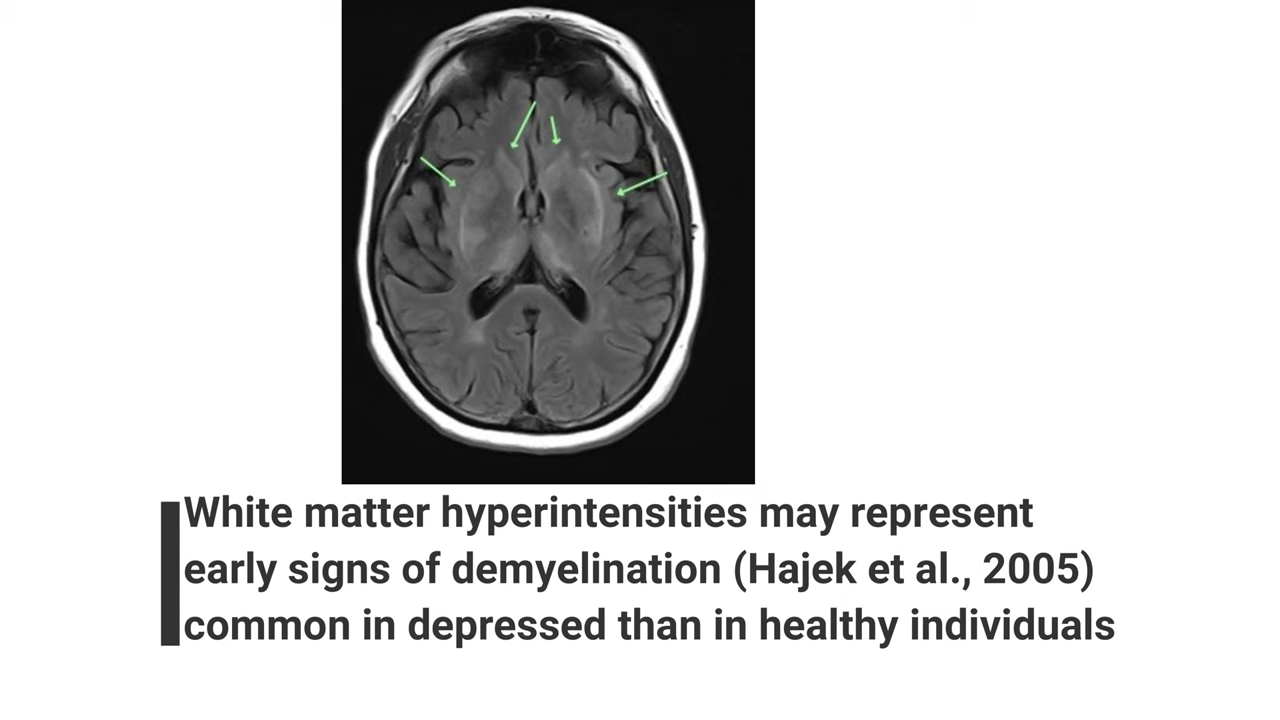 White matter hyperintensities may represent
early signs of demyelination (Hajek et al., 2005)
common in depressed than in healthy individuals